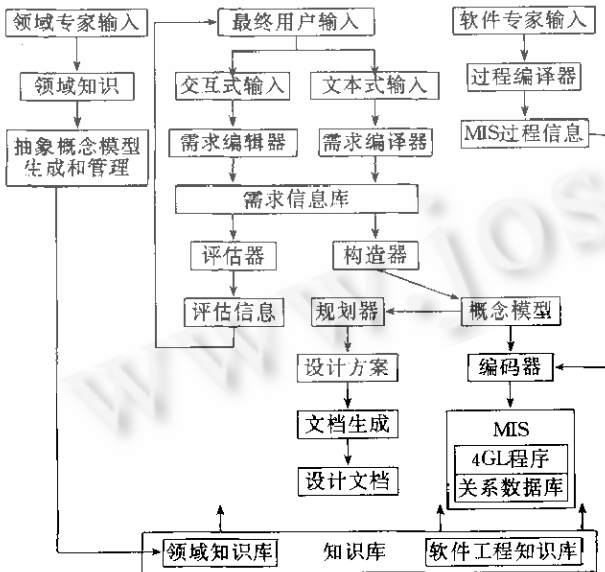 领域专家输入
最终用户输入
软件专家输入
领域知识
交互式输入
文本式输入
过程编译器
抽象概念模型
生成和管理
需求编辑器
需求编译器
MIS过程信息
需求信息库
评估器
构造器
评估信息
规划器
概念模型
设计方案
编码器
文档生成
MIS
4GL程序
关系数据库
设计文档
领域知识库
知识库
软件工程知识库
www.jos